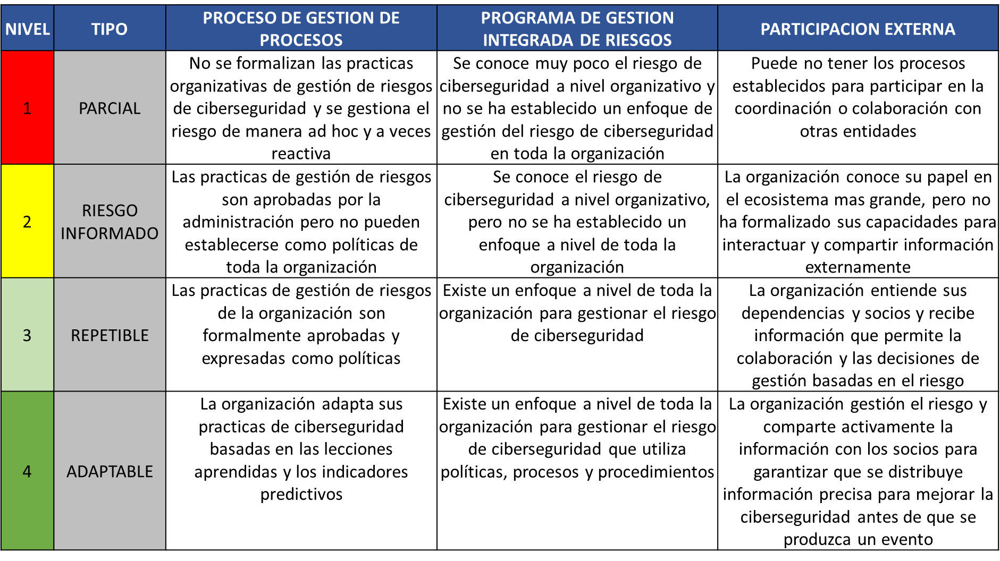 NIVEL
TIPO
PROCESO DE GESTION DE
PROCESOS
PROGRAMA DE GESTION
INTEGRADA DE RIESGOS
PARTICIPACION EXTERNA
1
PARCIAL
No se formalizan las practicas
organizativas de gestión de riesgos
de ciberseguridad y se gestiona el
riesgo de manera ad hoc y a veces
reactiva
Se conoce muy poco el riesgo de
ciberseguridad a nivel organizativo y
no se ha establecido un enfoque de
gestión del riesgo de ciberseguridad
en toda la organización
Puede no tener los procesos
establecidos para participar en la
coordinación o colaboración con
otras entidades
2
RIESGO
INFORMADO
Las practicas de gestión de riesgos
son aprobadas por la
administración pero no pueden
establecerse como políticas de
toda la organización
Se conoce el riesgo de
ciberseguridad a nivel organizativo,
pero no se ha establecido un
enfoque a nivel de toda la
organización
La organización conoce su papel en
el ecosistema mas grande, pero no
ha formalizado sus capacidades para
interactuar y compartir información
externamente
3
REPETIBLE
Las practicas de gestión de riesgos
de la organización son
formalmente aprobadas y
expresadas como políticas
Existe un enfoque a nivel de toda la
organización para gestionar el riesgo
de ciberseguridad
La organización entiende sus
dependencias y socios y recibe
información que permite la
colaboración y las decisiones de
gestión basadas en el riesgo
4
ADAPTABLE
La organización adapta sus
practicas de ciberseguridad
basadas en las lecciones
aprendidas y los indicadores
predictivos
Existe un enfoque a nivel de toda la
organización para gestionar el riesgo
de ciberseguridad que utiliza
políticas, procesos y procedimientos
La organización gestión el riesgo y
comparte activamente la
información con los socios para
garantizar que se distribuye
información precisa para mejorar la
ciberseguridad antes de que se
produzca un evento